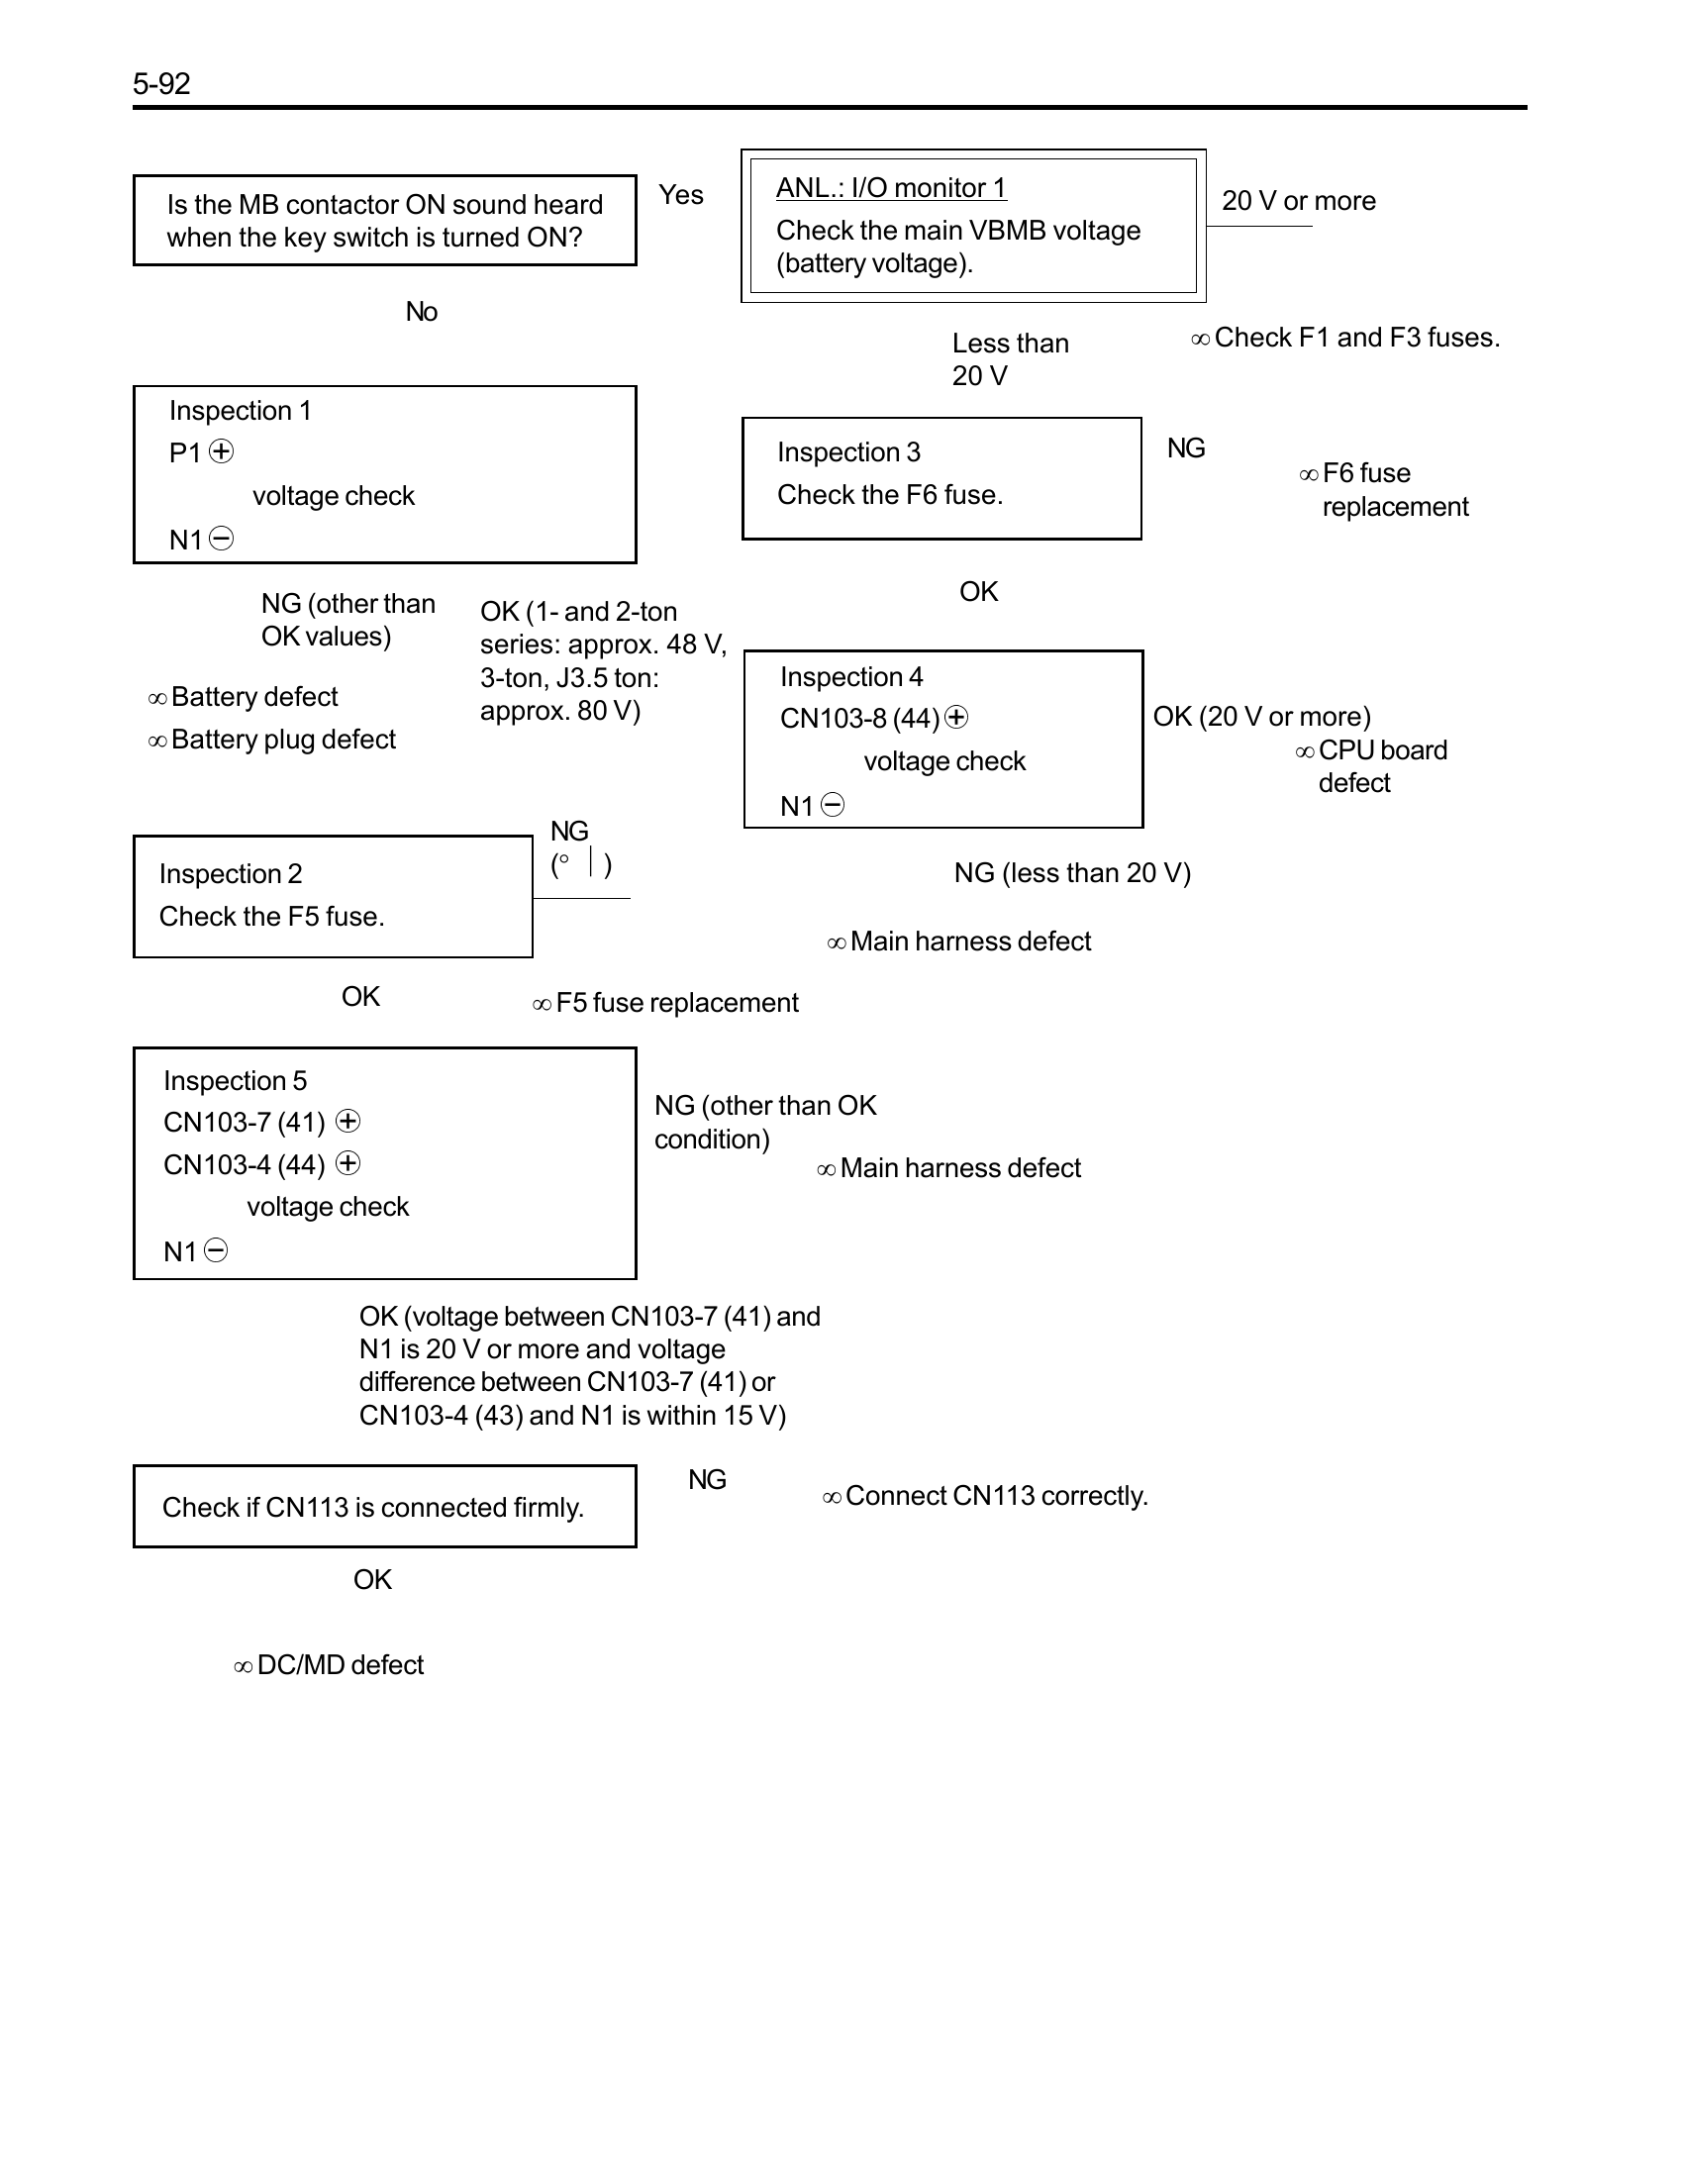 5-92
Is the MB contactor ON sound heard
when the key switch is turned ON?
Yes
No
ANL.: I/O monitor 1
Check the main VBMB voltage
(battery voltage).
20 V or more
∞ Check F1 and F3 fuses.
Less than
20 V
Inspection 1
P1 ⊕
voltage check
N1 ⊖
NG (other than
OK values)
∞ Battery defect
∞ Battery plug defect
OK (1- and 2-ton
series: approx. 48 V,
3-ton, J3.5 ton:
approx. 80 V)
Inspection 3
Check the F6 fuse.
NG
∞ F6 fuse
replacement
OK
Inspection 4
CN103-8 (44) ⊕
voltage check
N1 ⊖
OK (20 V or more)
∞ CPU board
defect
NG (less than 20 V)
∞ Main harness defect
Inspection 2
Check the F5 fuse.
NG
(° | )
OK
∞ F5 fuse replacement
Inspection 5
CN103-7 (41) ⊕
CN103-4 (44) ⊕
voltage check
N1 ⊖
NG (other than OK
condition)
∞ Main harness defect
OK (voltage between CN103-7 (41) and
N1 is 20 V or more and voltage
difference between CN103-7 (41) or
CN103-4 (43) and N1 is within 15 V)
Check if CN113 is connected firmly.
NG
∞ Connect CN113 correctly.
OK
∞ DC/MD defect